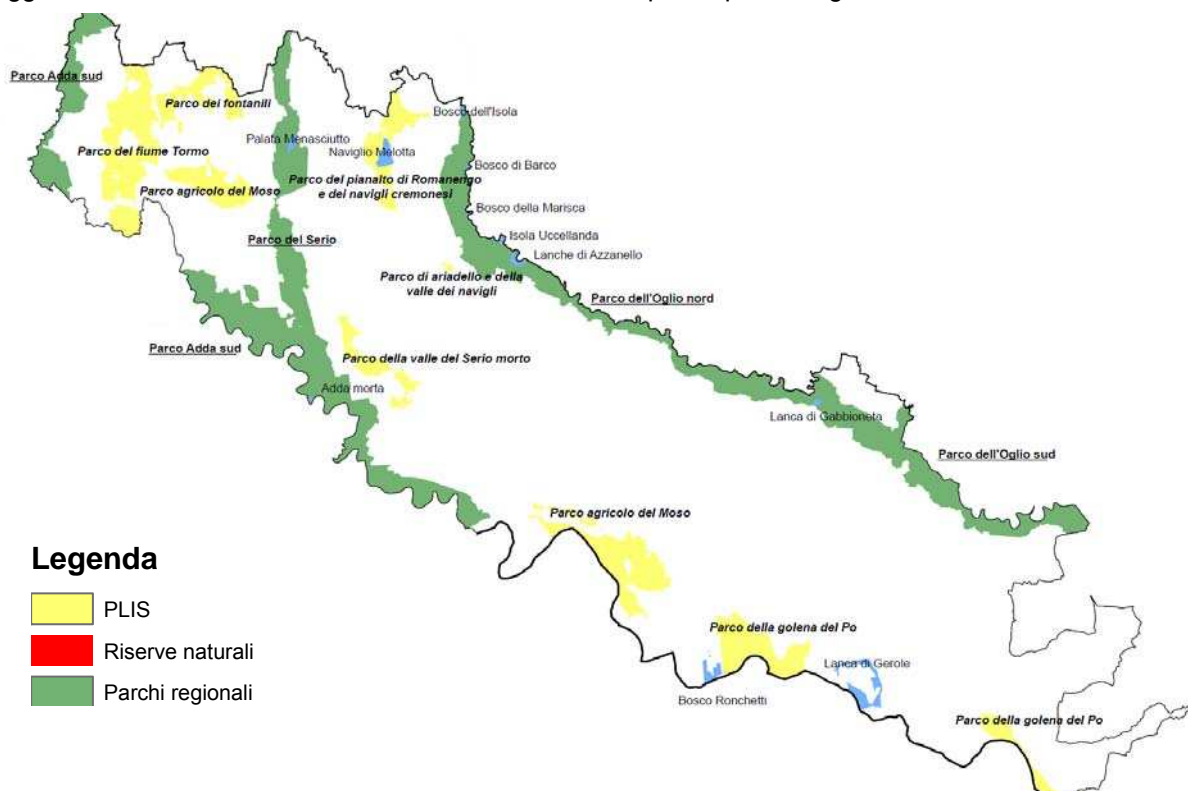 Parco Adda sud
Parco dei fontanili
Bosco dell'Isola
Palata Menasciutto
Naviglio Melotta
Parco del fiume Tormo
Bosco di Barco
Parco agricolo del Moso
Parco del pianalto di Romanengo
e dei navigli cremonesi
Bosco della Marisca
Parco del Serio
Isola Uccellanda
Lanche di Azzanello
Parco di ariadello e della
valle dei navigli
Parco dell'Oglio nord
Parco Adda sud
Parco della valle del Serio morto
Adda morta
Lanca di Gabbioneta
Parco dell'Oglio sud
Parco agricolo del Moso
Legenda
PLIS
Riserve naturali
Parchi regionali
Parco della golena del Po
Lanca di Gerole
Bosco Ronchetti
Parco della golena del Po